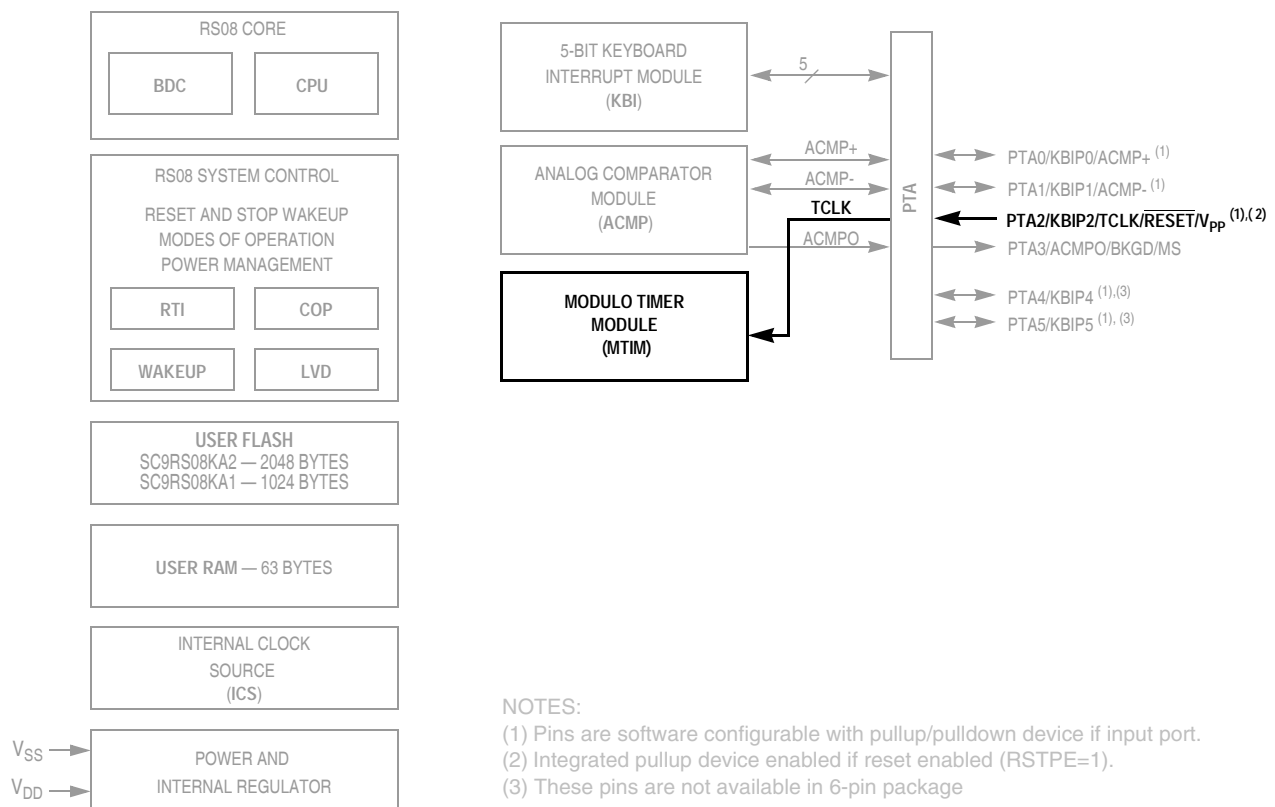 RS08 CORE
BDC
CPU
RS08 SYSTEM CONTROL
RESET AND STOP WAKEUP
MODES OF OPERATION
POWER MANAGEMENT
RTI
COP
WAKEUP
LVD
USER FLASH
SC9RS08KA2 — 2048 BYTES
SC9RS08KA1 — 1024 BYTES
USER RAM — 63 BYTES
INTERNAL CLOCK
SOURCE
(ICS)
VSS
VDD
POWER AND
INTERNAL REGULATOR
5-BIT KEYBOARD
INTERRUPT MODULE
(KBI)
5
ANALOG COMPARATOR
MODULE
(ACMP)
ACMP+
ACMP-
TCLK
ACMPO
MODULO TIMER
MODULE
(MTIM)
PTA
PTA0/KBIP0/ACMP+ (1)
PTA1/KBIP1/ACMP- (1)
PTA2/KBIP2/TCLK/RESET/VPP (1),( 2)
PTA3/ACMPO/BKGD/MS
PTA4/KBIP4 (1),(3)
PTA5/KBIP5 (1), (3)
NOTES:
(1) Pins are software configurable with pullup/pulldown device if input port.
(2) Integrated pullup device enabled if reset enabled (RSTPE=1).
(3) These pins are not available in 6-pin package